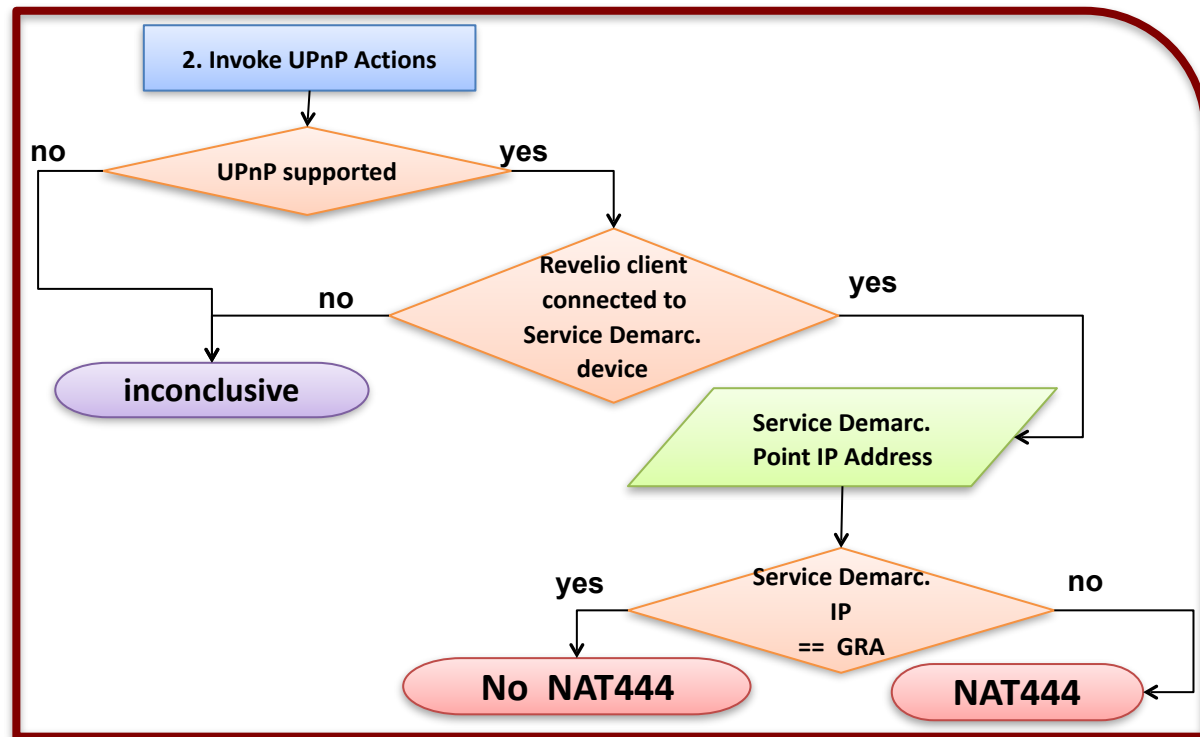 2. Invoke UPnP Actions
no
yes
UPnP supported
Revelio client
connected to
Service Demarc.
device
no
yes
inconclusive
Service Demarc.
Point IP Address
yes
Service Demarc.
IP
== GRA
no
No NAT444
NAT444